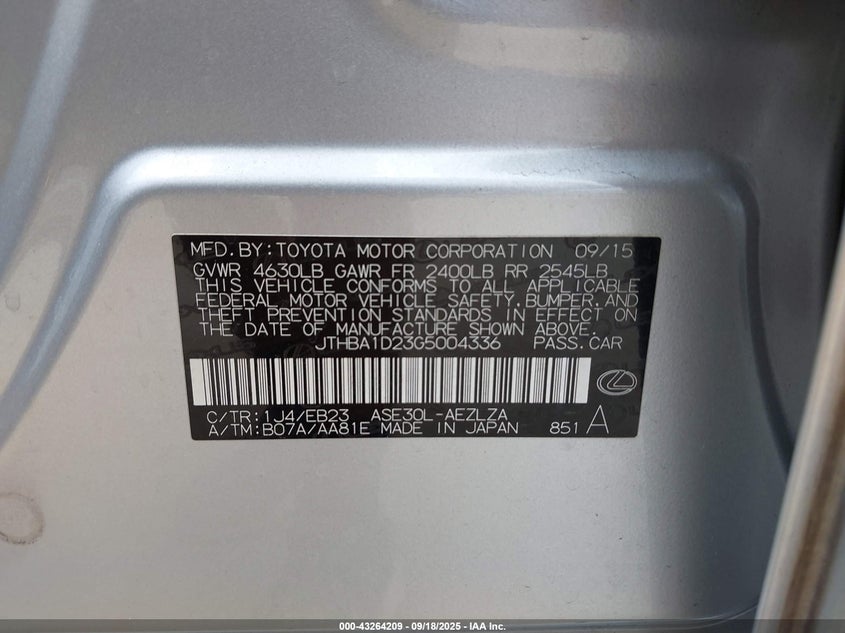 MFD.BY:TOYOTA MOTOR CORPORATION 09/15
GVWR 4630LB GAWR FR 2400LB RR 2545LB
THIS VEHICLE CONFORMS TO ALL APPLICABLE
FEDERAL MOTOR VEHICLE SAFETY.BUMPER.AND
THEFT PREVENTION STANDARDS IN EFFECT ON
THE DATE OF MANUFACTURE SHOWN ABOVE.
JTHBA1D23G5004336 PASS.CAR
C/TR:1J4/EB23 ASE30L-AEZLZA
A/TM:B07A/AA81E MADE IN JAPAN 851 A
000-43264209 - 09/18/2025 - IAA Inc.